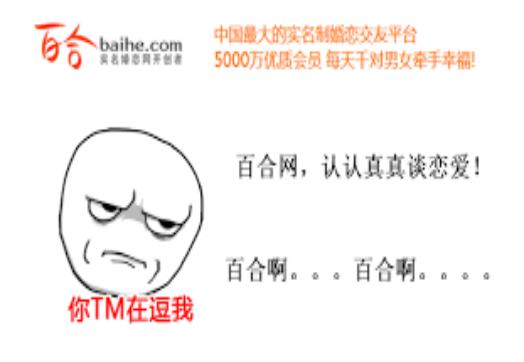 百合 baihe.com
实名婚恋网开创者
中国最大的实名制婚恋交友平台
5000万优质会员 每天千对男女牵手幸福!
百合网，认认真真谈恋爱！
百合啊。。。百合啊。。。。
你TM在逗我